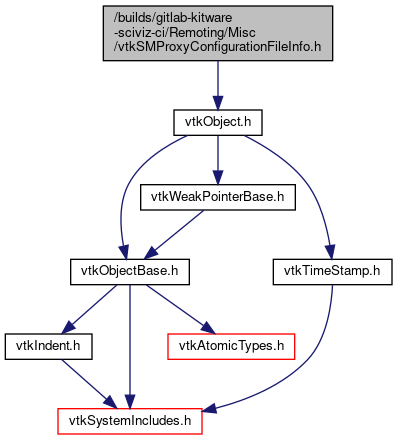 /builds/gitlab-kitware
-sciviz-ci/Remoting/Misc
/vtkSMProxyConfigurationFileInfo.h
vtkObject.h
vtkWeakPointerBase.h
vtkObjectBase.h
vtkTimeStamp.h
vtkIndent.h
vtkAtomicTypes.h
vtkSystemIncludes.h